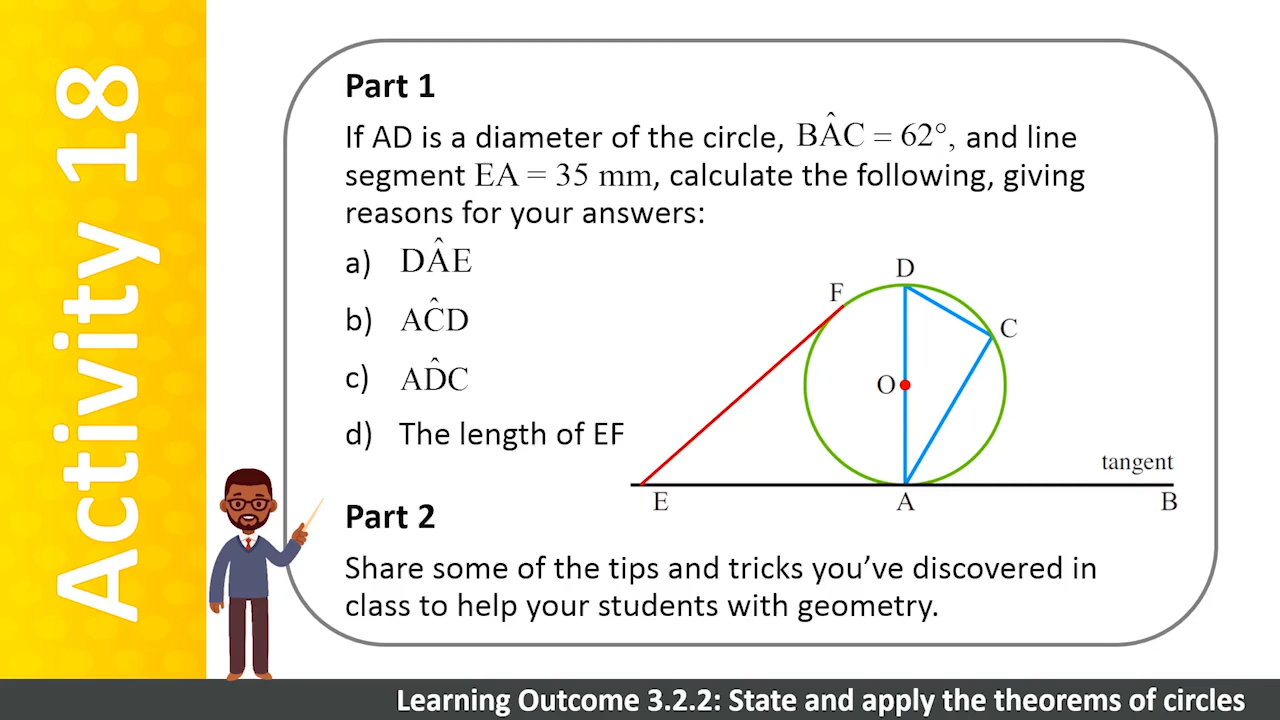 Activity 18
Part 1
If AD is a diameter of the circle, BÂC = 62°, and line
segment EA = 35 mm, calculate the following, giving
reasons for your answers:
a) DÂE
b) AĈD
c) AD̂C
d) The length of EF
D
F
C
O
tangent
E
A
B
Part 2
Share some of the tips and tricks you’ve discovered in
class to help your students with geometry.
Learning Outcome 3.2.2: State and apply the theorems of circles